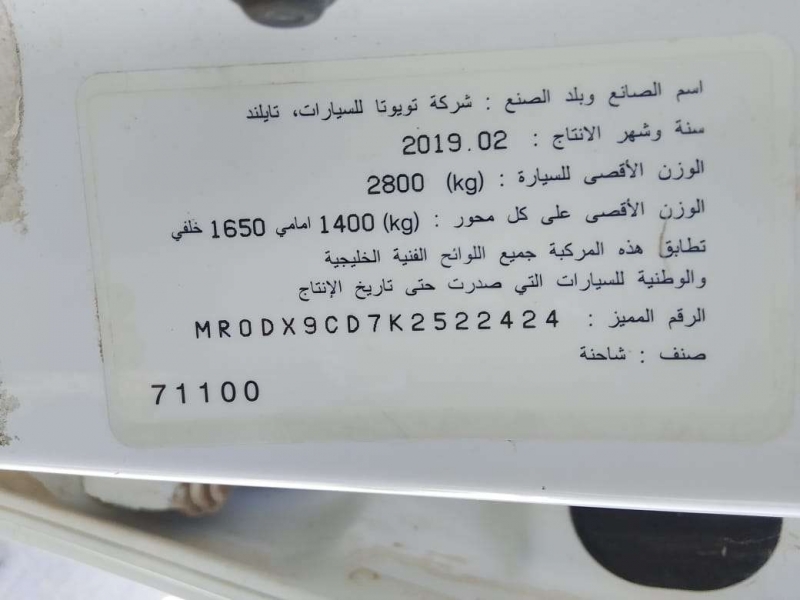 اسم الصانع وبلد الصنع : شركة تويوتا للسيارات، تايلند
سنة وشهر الانتاج : 2019.02
الوزن الأقصى للسيارة : (kg) 2800
الوزن الأقصى على كل محور : (kg) 1400 امامي 1650 خلفي
تطابق هذه المركبة جميع اللوائح الفنية الخليجية
والوطنية للسيارات التي صدرت حتى تاريخ الإنتاج
الرقم المميز : MR0DX9CD7K2522424
صنف : شاحنة
71100